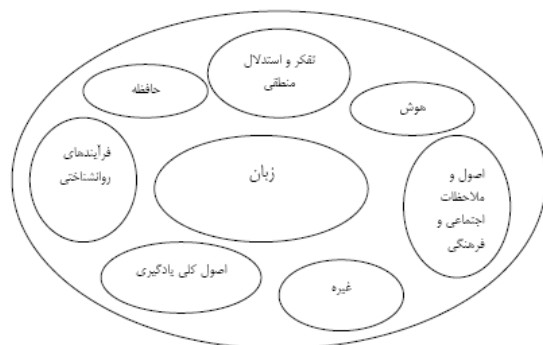 تفکر و استدلال
منطقی
حافظه
هوش
فرآیندهای
روانشناختی
زبان
اصول و
ملاحظات
اجتماعی و
فرهنگی
اصول کلی یادگیری
غیره